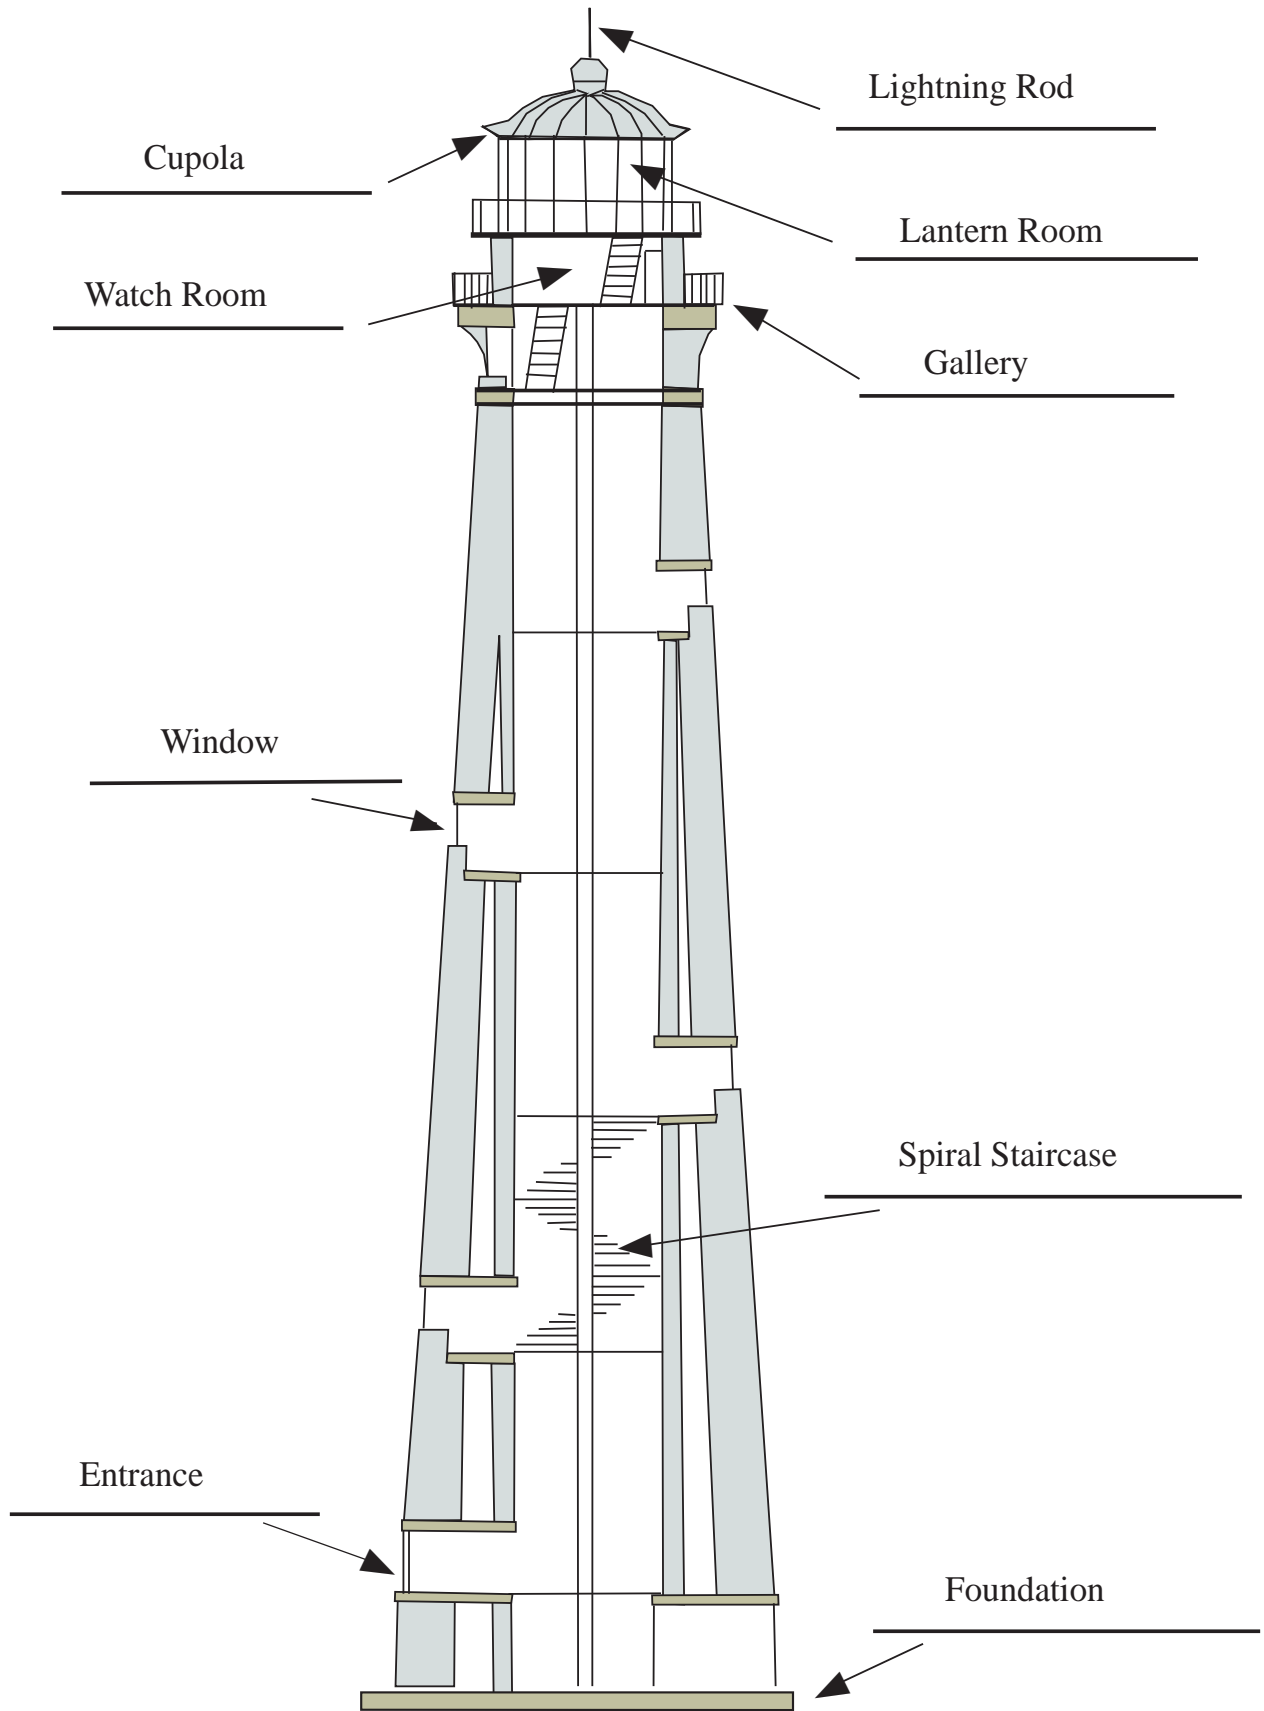 Lightning Rod
Cupola
Lantern Room
Watch Room
Gallery
Window
Spiral Staircase
Entrance
Foundation